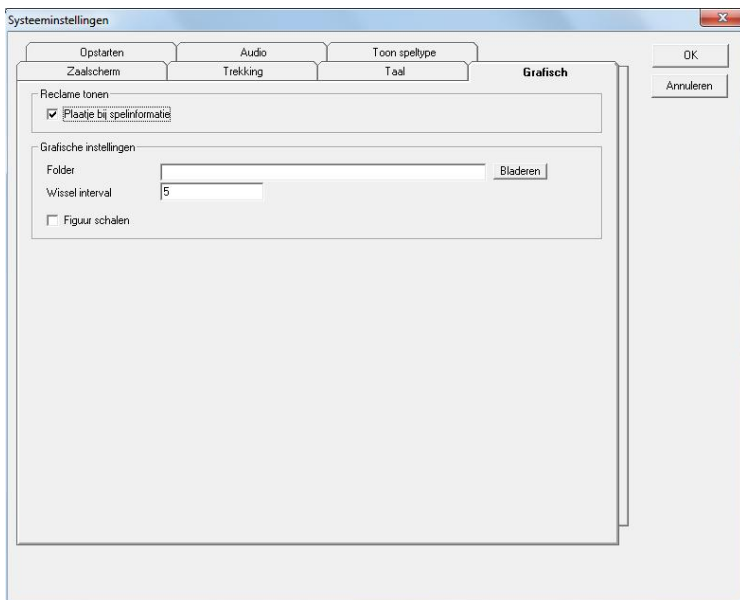 Systeeminstellingen
Opstarten Audio Toon speltype
Zaalscherm Trekking Taal Grafisch
OK
Annuleren
Reclame tonen
Plaatje bij spelinformatie
Grafische instellingen
Folder Bladeren
Wissel interval 5
Figuur schalen